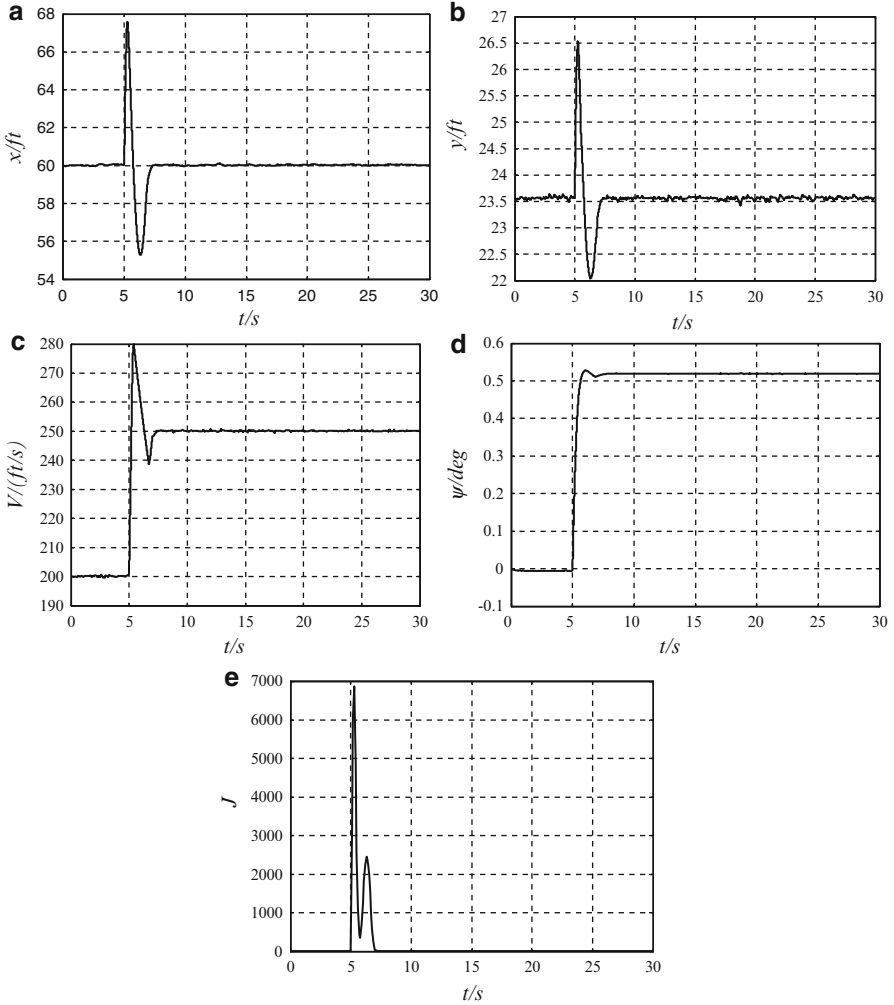 a
68
66
64
62
60
58
56
54
x/ft
0 5 10 15 20 25 30
t/s
b
27
26.5
26
25.5
25
24.5
24
23.5
23
22.5
22
y/ft
0 5 10 15 20 25 30
t/s
c
280
270
260
250
240
230
220
210
200
190
V/(ft/s)
0 5 10 15 20 25 30
t/s
d
0.6
0.5
0.4
0.3
0.2
0.1
0
-0.1
ψ/deg
0 5 10 15 20 25 30
t/s
e
7000
6000
5000
4000
3000
2000
1000
0
J
0 5 10 15 20 25 30
t/s